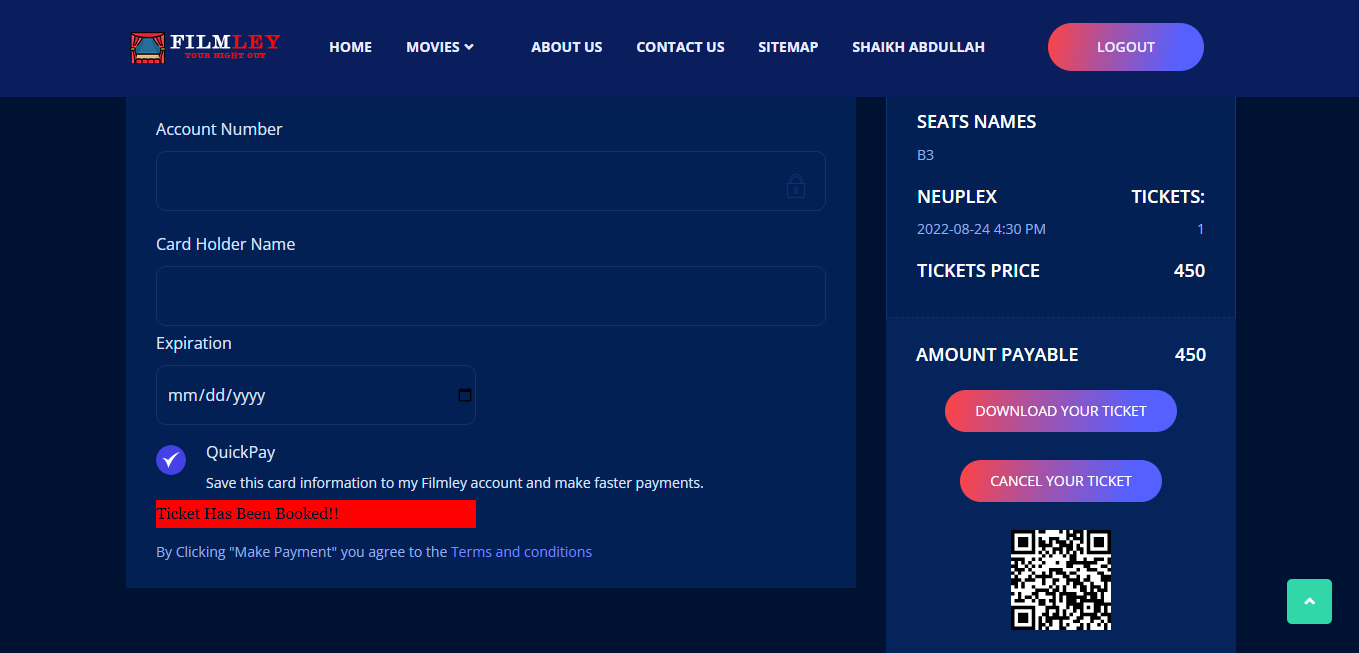 FILMLEY
YOUR NIGHT OUT
HOME
MOVIES
ABOUT US
CONTACT US
SITEMAP
SHAIKH ABDULLAH
LOGOUT
Account Number
Card Holder Name
Expiration
mm/dd/yyyy
QuickPay
Save this card information to my Filmley account and make faster payments.
Ticket Has Been Booked!!
By Clicking "Make Payment" you agree to the Terms and conditions
SEATS NAMES
B3
NEUPLEX TICKETS:
2022-08-24 4:30 PM 1
TICKETS PRICE 450
AMOUNT PAYABLE 450
DOWNLOAD YOUR TICKET
CANCEL YOUR TICKET